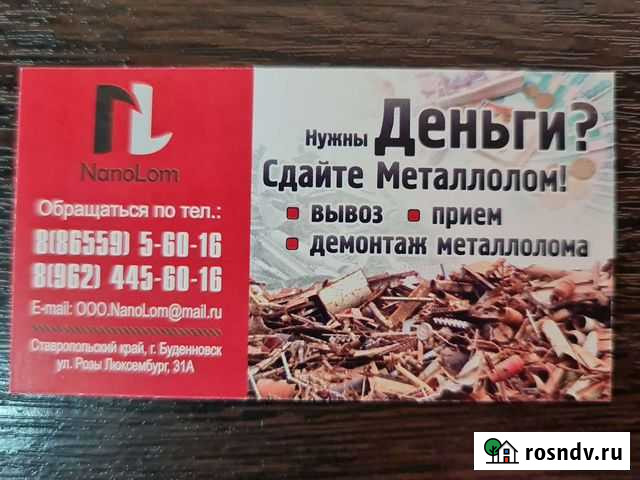 NanoLom
Обращаться по тел.:
8(86559) 5-60-16
8(962) 445-60-16
E-mail: OOO.NanoLom@mail.ru
Ставропольский край, г. Буденновск
ул. Розы Люксембург, 31А
Нужны Деньги?
Сдайте Металлолом!
вывоз прием
демонтаж металлолома
rosndv.ru